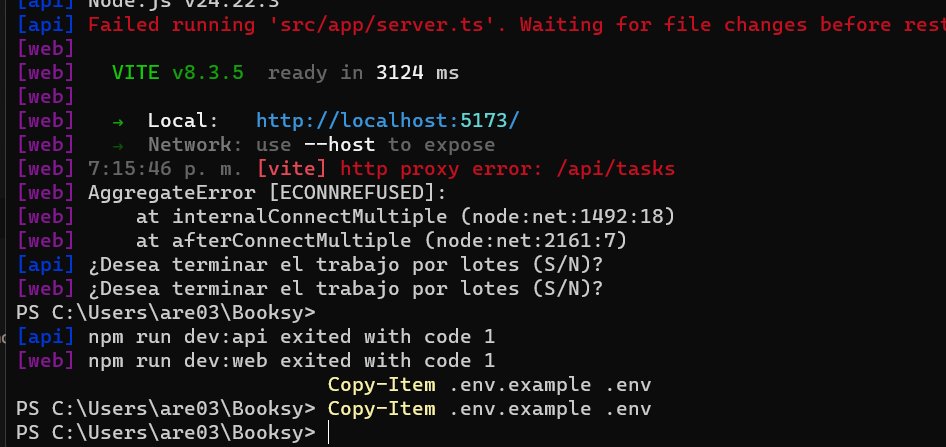 [api] Node.js v24.22.3
[api] Failed running 'src/app/server.ts'. Waiting for file changes before rest
[web]
[web] VITE v8.3.5 ready in 3124 ms
[web]
[web] → Local: http://localhost:5173/
[web] → Network: use --host to expose
[web] 7:15:46 p. m. [vite] http proxy error: /api/tasks
[web] AggregateError [ECONNREFUSED]:
[web] at internalConnectMultiple (node:net:1492:18)
[web] at afterConnectMultiple (node:net:2161:7)
[api] ¿Desea terminar el trabajo por lotes (S/N)?
[web] ¿Desea terminar el trabajo por lotes (S/N)?
PS C:\Users\are03\Booksy>
[api] npm run dev:api exited with code 1
[web] npm run dev:web exited with code 1
Copy-Item .env.example .env
PS C:\Users\are03\Booksy> Copy-Item .env.example .env
PS C:\Users\are03\Booksy>